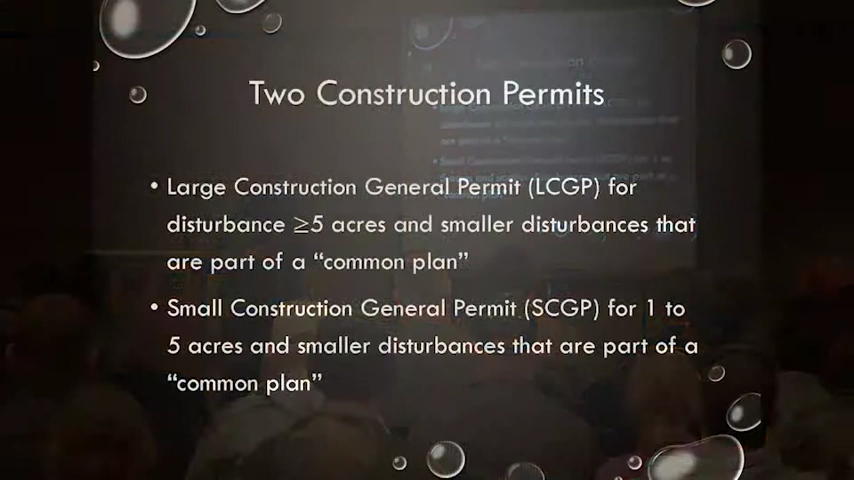 Two Construction Permits
• Large Construction General Permit (LCGP) for
disturbance ≥5 acres and smaller disturbances that
are part of a “common plan”
• Small Construction General Permit (SCGP) for 1 to
5 acres and smaller disturbances that are part of a
“common plan”